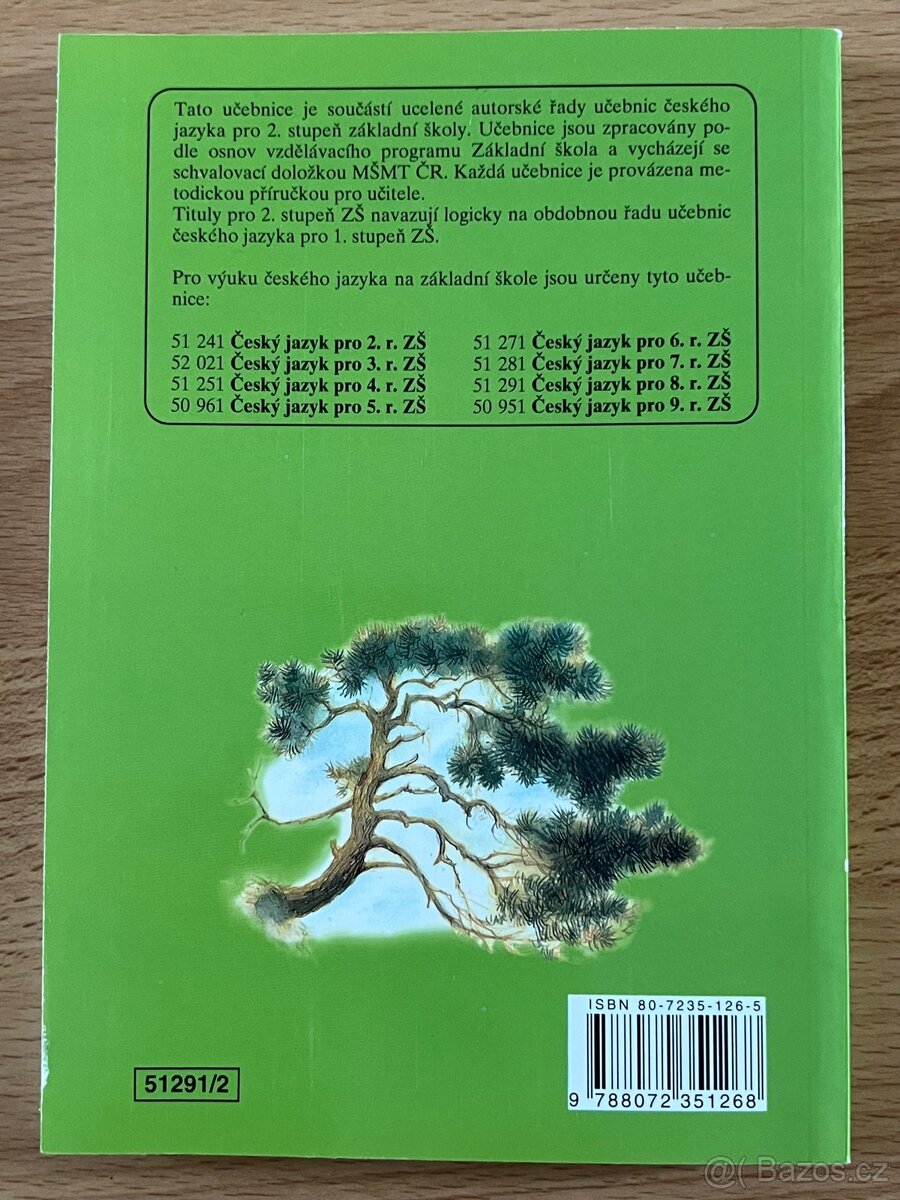 Tato učebnice je součástí ucelené autorské řady učebnic českého
jazyka pro 2. stupeň základní školy. Učebnice jsou zpracovány po-
dle osnov vzdělávacího programu Základní škola a vycházejí se
schvalovací doložkou MŠMT ČR. Každá učebnice je provázena me-
todickou příručkou pro učitele.
Tituly pro 2. stupeň ZŠ navazují logicky na obdobnou řadu učebnic
českého jazyka pro 1. stupeň ZŠ.
Pro výuku českého jazyka na základní škole jsou určeny tyto učeb-
nice:
51 241 Český jazyk pro 2. r. ZŠ
52 021 Český jazyk pro 3. r. ZŠ
51 251 Český jazyk pro 4. r. ZŠ
50 961 Český jazyk pro 5. r. ZŠ
51 271 Český jazyk pro 6. r. ZŠ
51 281 Český jazyk pro 7. r. ZŠ
51 291 Český jazyk pro 8. r. ZŠ
50 951 Český jazyk pro 9. r. ZŠ
ISBN 80-7235-126-5
9 788072 351268
51291/2
@( Bazos.cz